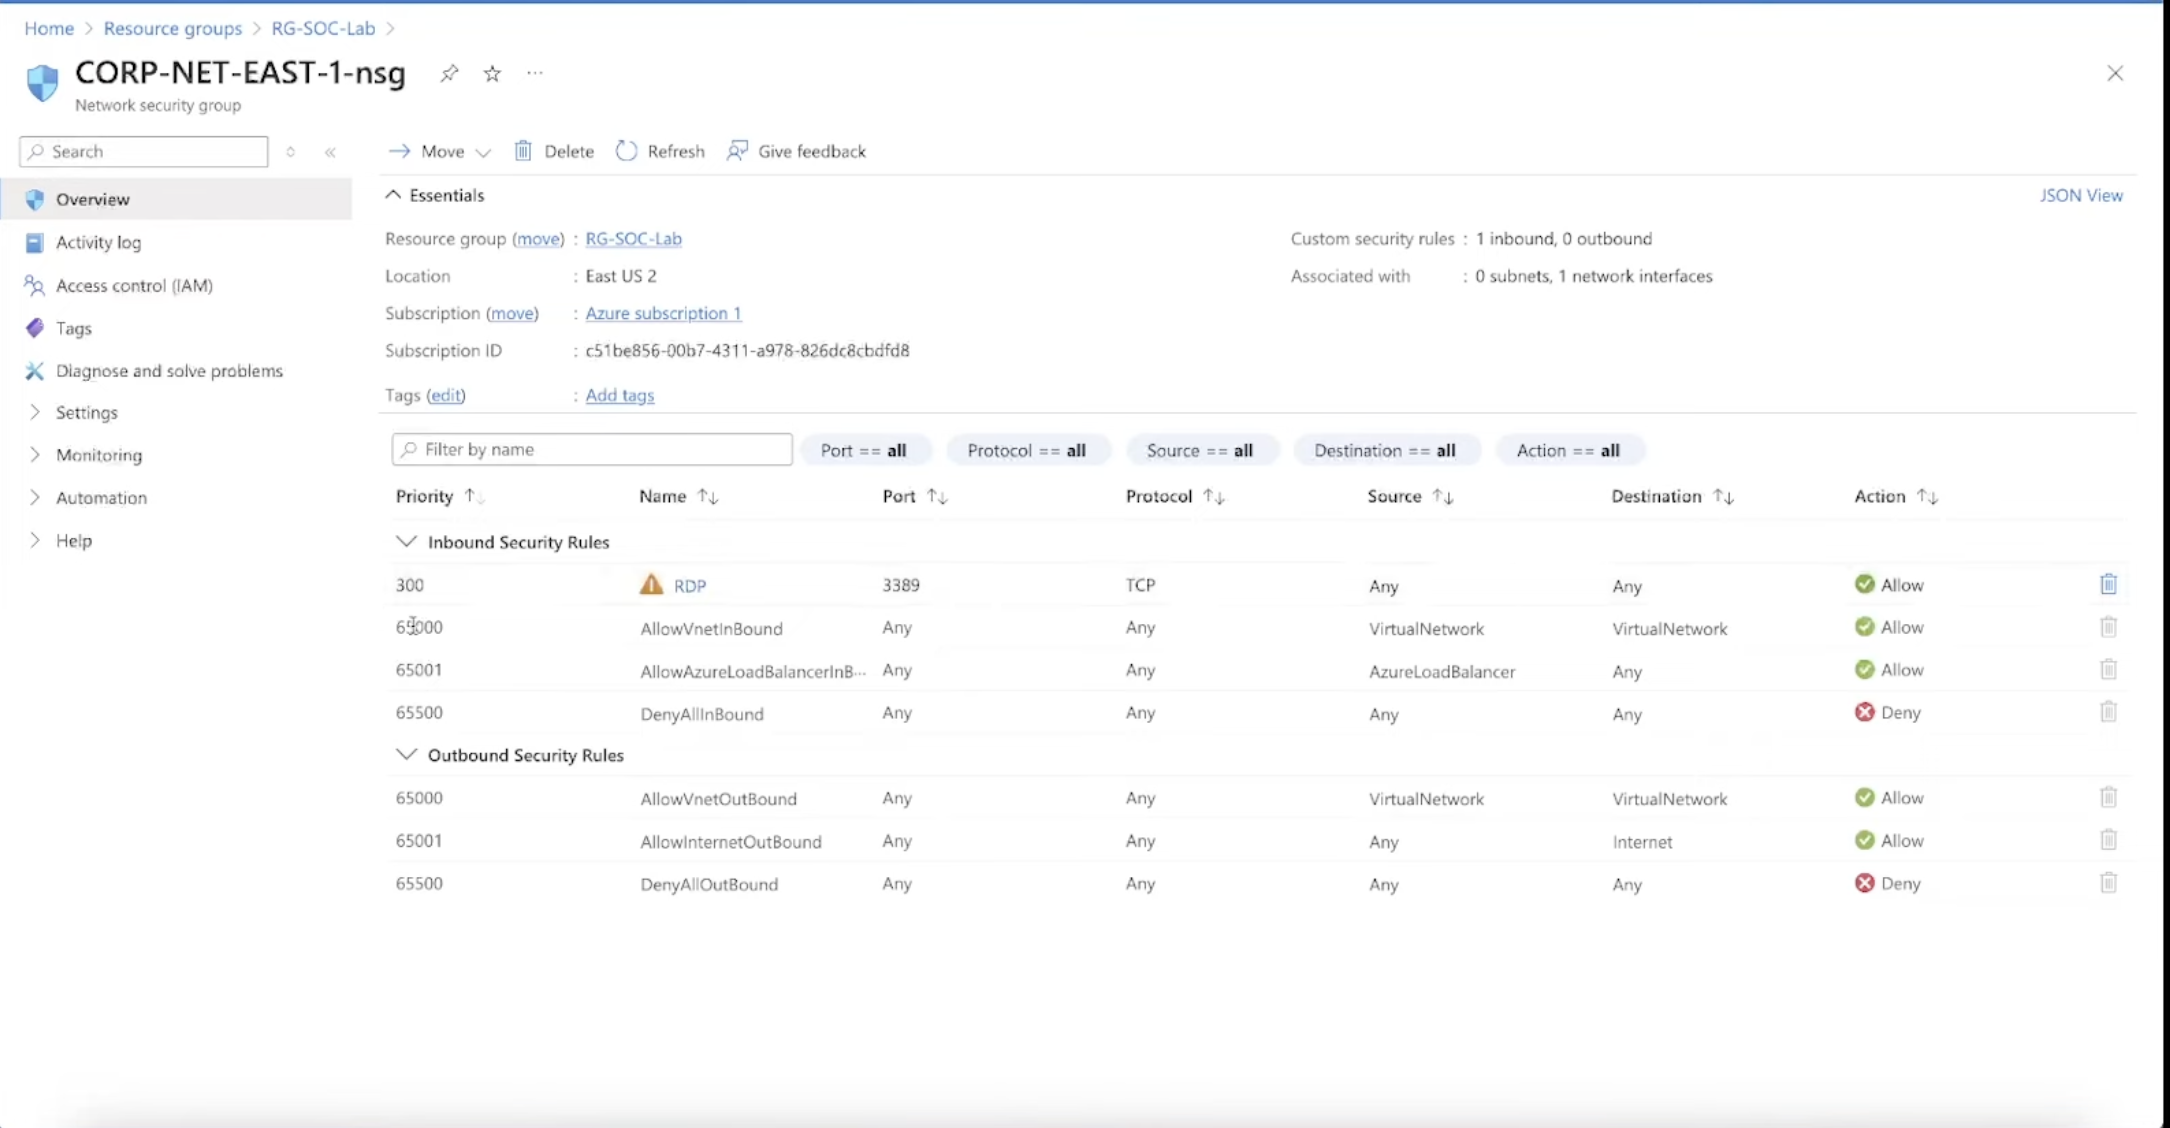 Home > Resource groups > RG-SOC-Lab >
CORP-NET-EAST-1-nsg
Network security group
Search
Move Delete Refresh Give feedback
Overview
Activity log
Access control (IAM)
Tags
Diagnose and solve problems
Settings
Monitoring
Automation
Help
Essentials JSON View
Resource group (move) : RG-SOC-Lab Custom security rules : 1 inbound, 0 outbound
Location : East US 2 Associated with : 0 subnets, 1 network interfaces
Subscription (move) : Azure subscription 1
Subscription ID : c51be856-00b7-4311-a978-826dc8cbdfd8
Tags (edit) : Add tags
Filter by name Port == all Protocol == all Source == all Destination == all Action == all
Priority Name Port Protocol Source Destination Action
Inbound Security Rules
300 RDP 3389 TCP Any Any Allow
65000 AllowVnetInBound Any Any VirtualNetwork VirtualNetwork Allow
65001 AllowAzureLoadBalancerInB··· Any Any AzureLoadBalancer Any Allow
65500 DenyAllInBound Any Any Any Any Deny
Outbound Security Rules
65000 AllowVnetOutBound Any Any VirtualNetwork VirtualNetwork Allow
65001 AllowInternetOutBound Any Any Any Internet Allow
65500 DenyAllOutBound Any Any Any Any Deny